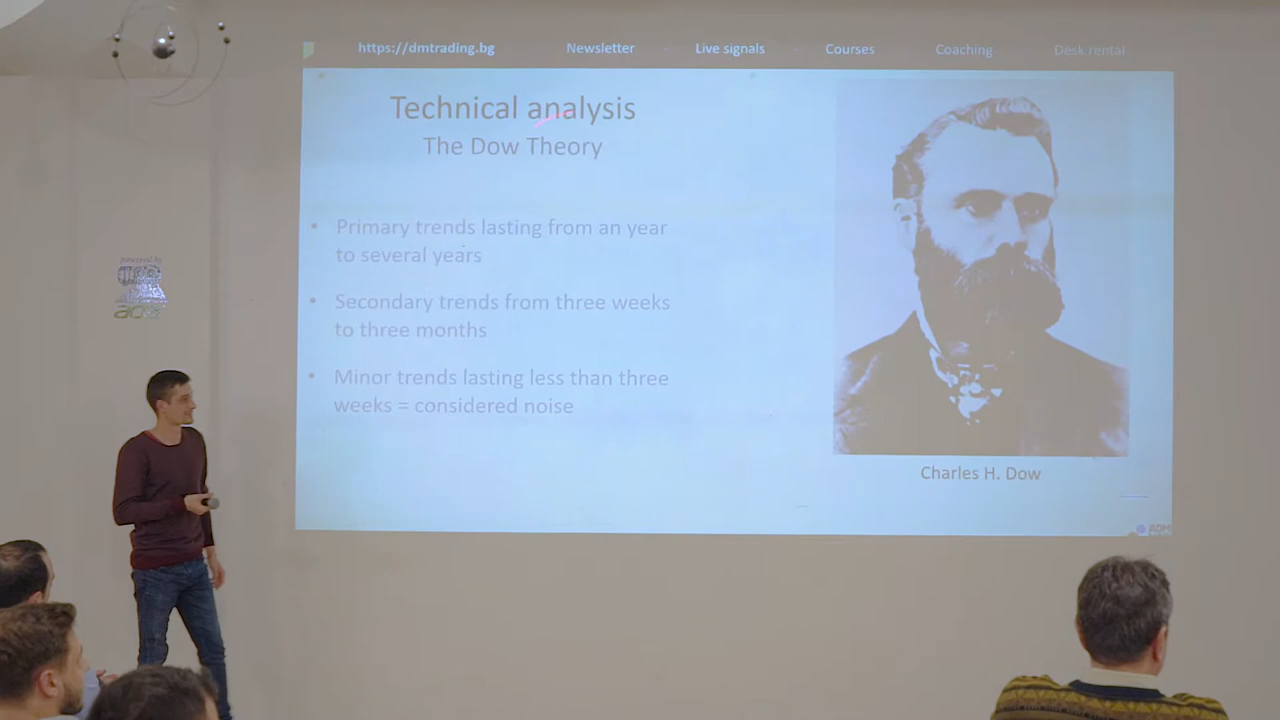 https://dmtrading.bg Newsletter Live signals Courses Coaching Desk rental
Technical analysis
The Dow Theory
• Primary trends lasting from an year
to several years
• Secondary trends from three weeks
to three months
• Minor trends lasting less than three
weeks = considered noise
Charles H. Dow
powered by